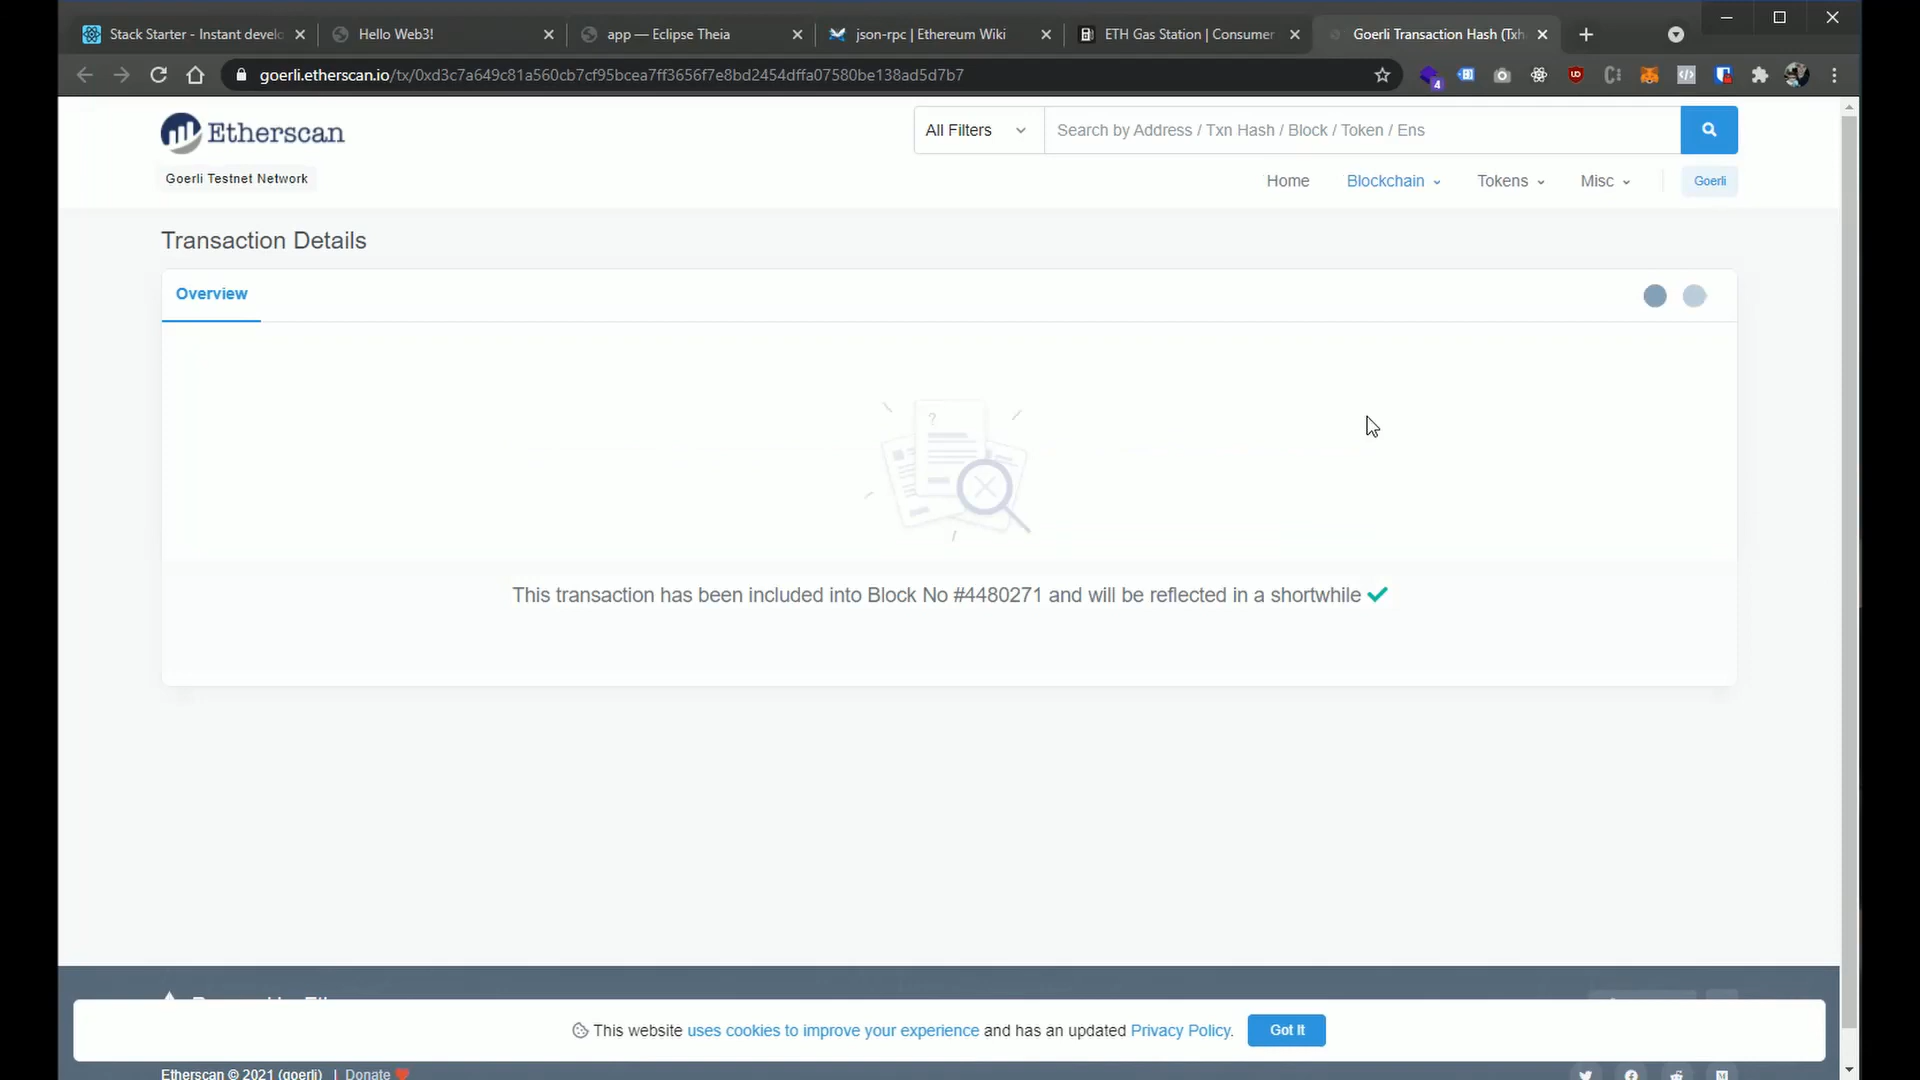 Stack Starter - Instant develo
Hello Web3!
app — Eclipse Theia
json-rpc | Ethereum Wiki
ETH Gas Station | Consumer
Goerli Transaction Hash (Txh
goerli.etherscan.io/tx/0xd3c7a649c81a560cb7cf95bcea7ff3656f7e8bd2454dffa07580be138ad5d7b7
4
Etherscan
All Filters
Search by Address / Txn Hash / Block / Token / Ens
Goerli Testnet Network
Home
Blockchain
Tokens
Misc
Goerli
Transaction Details
Overview
?
This transaction has been included into Block No #4480271 and will be reflected in a shortwhile
This website uses cookies to improve your experience and has an updated Privacy Policy.
Got It
Etherscan © 2021 (goerli) | Donate